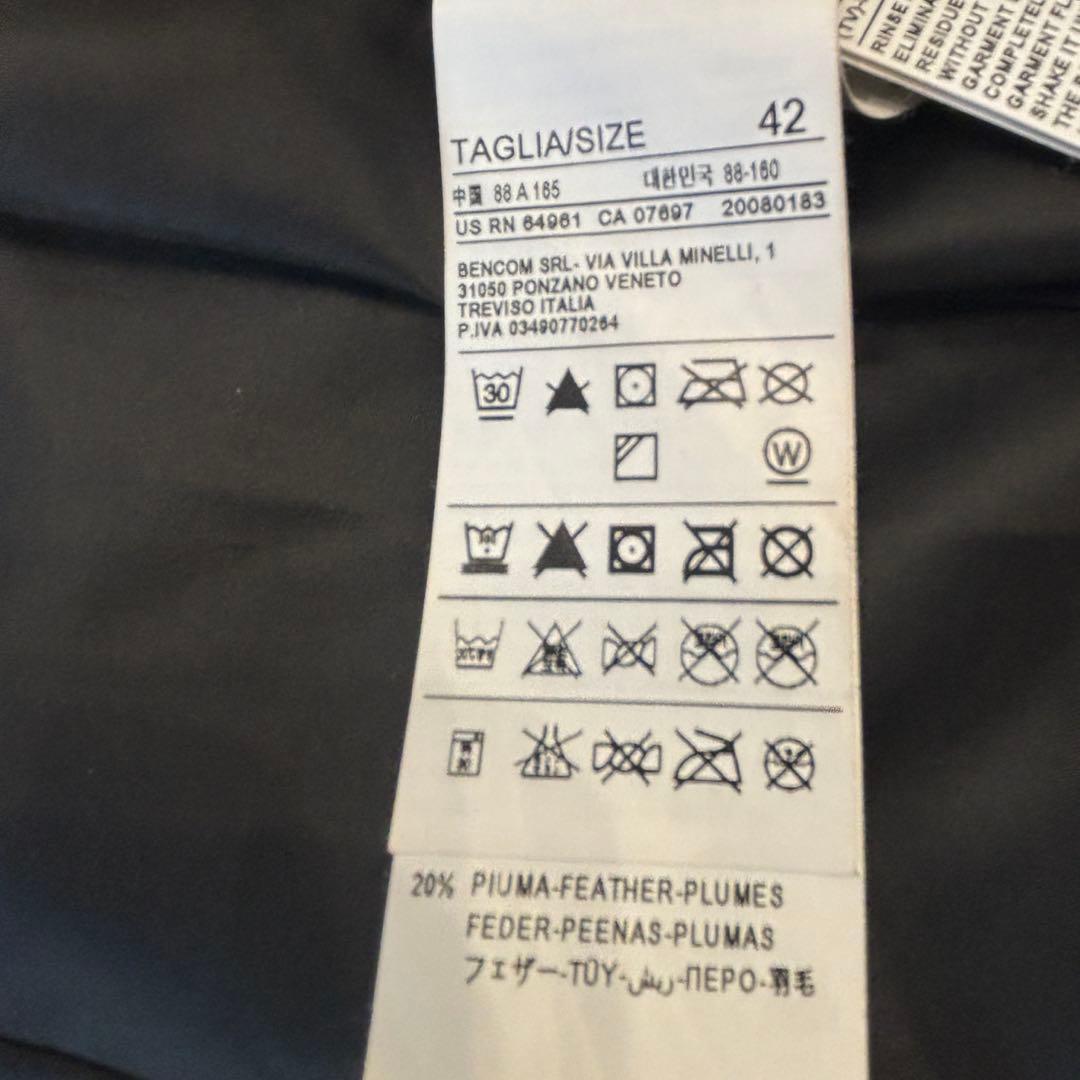 TAGLIA/SIZE 42
中国 88 A 165 대한민국 88-160
US RN 64961 CA 07697 20080183
BENCOM SRL- VIA VILLA MINELLI, 1
31050 PONZANO VENETO
TREVISO ITALIA
P.IVA 03490770264
30
W
20% PIUMA-FEATHER-PLUMES
FEDER-PEENAS-PLUMAS
フェザー-TÜY-ريش-ПЕРО-羽毛
(TV)-
RINSE
ELIMINA
RESIDUE
WITHOUT
GARMENT
COMPLETEL
GARMENT FL
SHAKE IT
THE